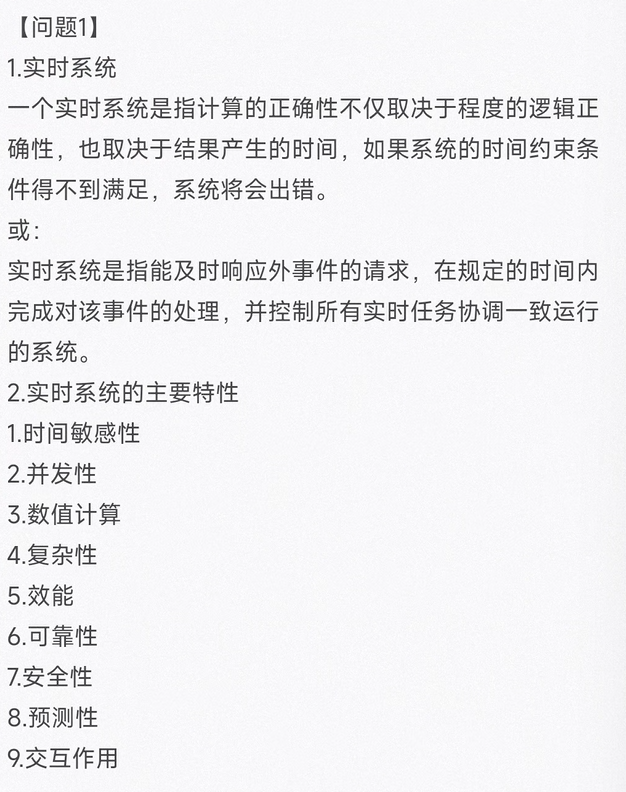 【问题1】
1.实时系统
一个实时系统是指计算的正确性不仅取决于程度的逻辑正
确性，也取决于结果产生的时间，如果系统的时间约束条
件得不到满足，系统将会出错。
或：
实时系统是指能及时响应外事件的请求，在规定的时间内
完成对该事件的处理，并控制所有实时任务协调一致运行
的系统。
2.实时系统的主要特性
1.时间敏感性
2.并发性
3.数值计算
4.复杂性
5.效能
6.可靠性
7.安全性
8.预测性
9.交互作用